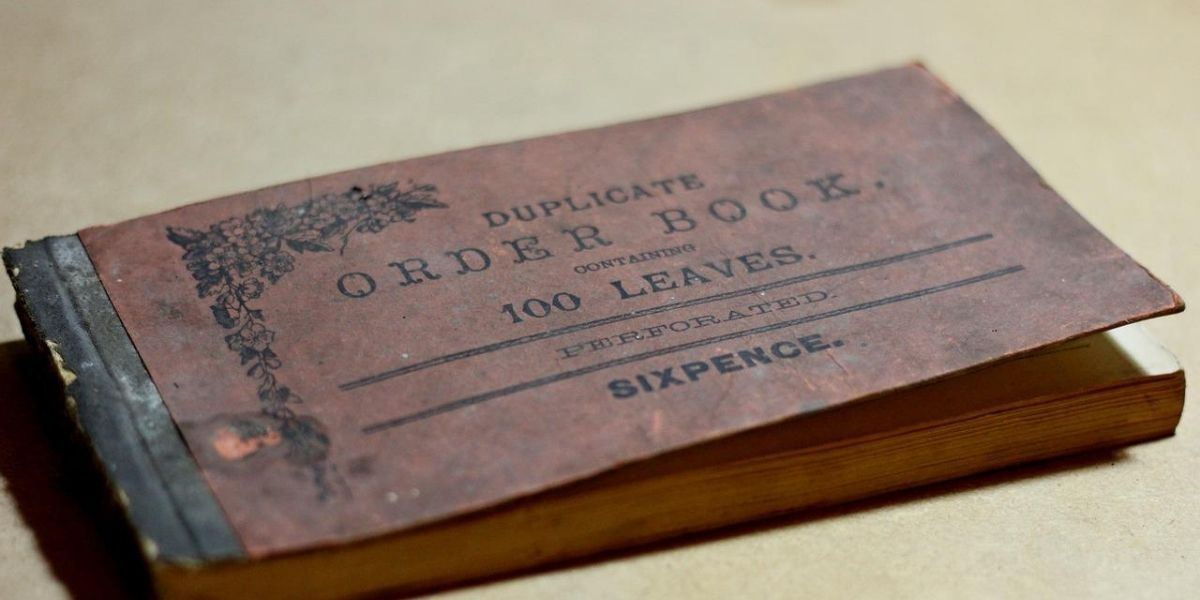 DUPLICATE
ORDER BOOK.
CONTAINING
100 LEAVES.
PERFORATED.
SIXPENCE.